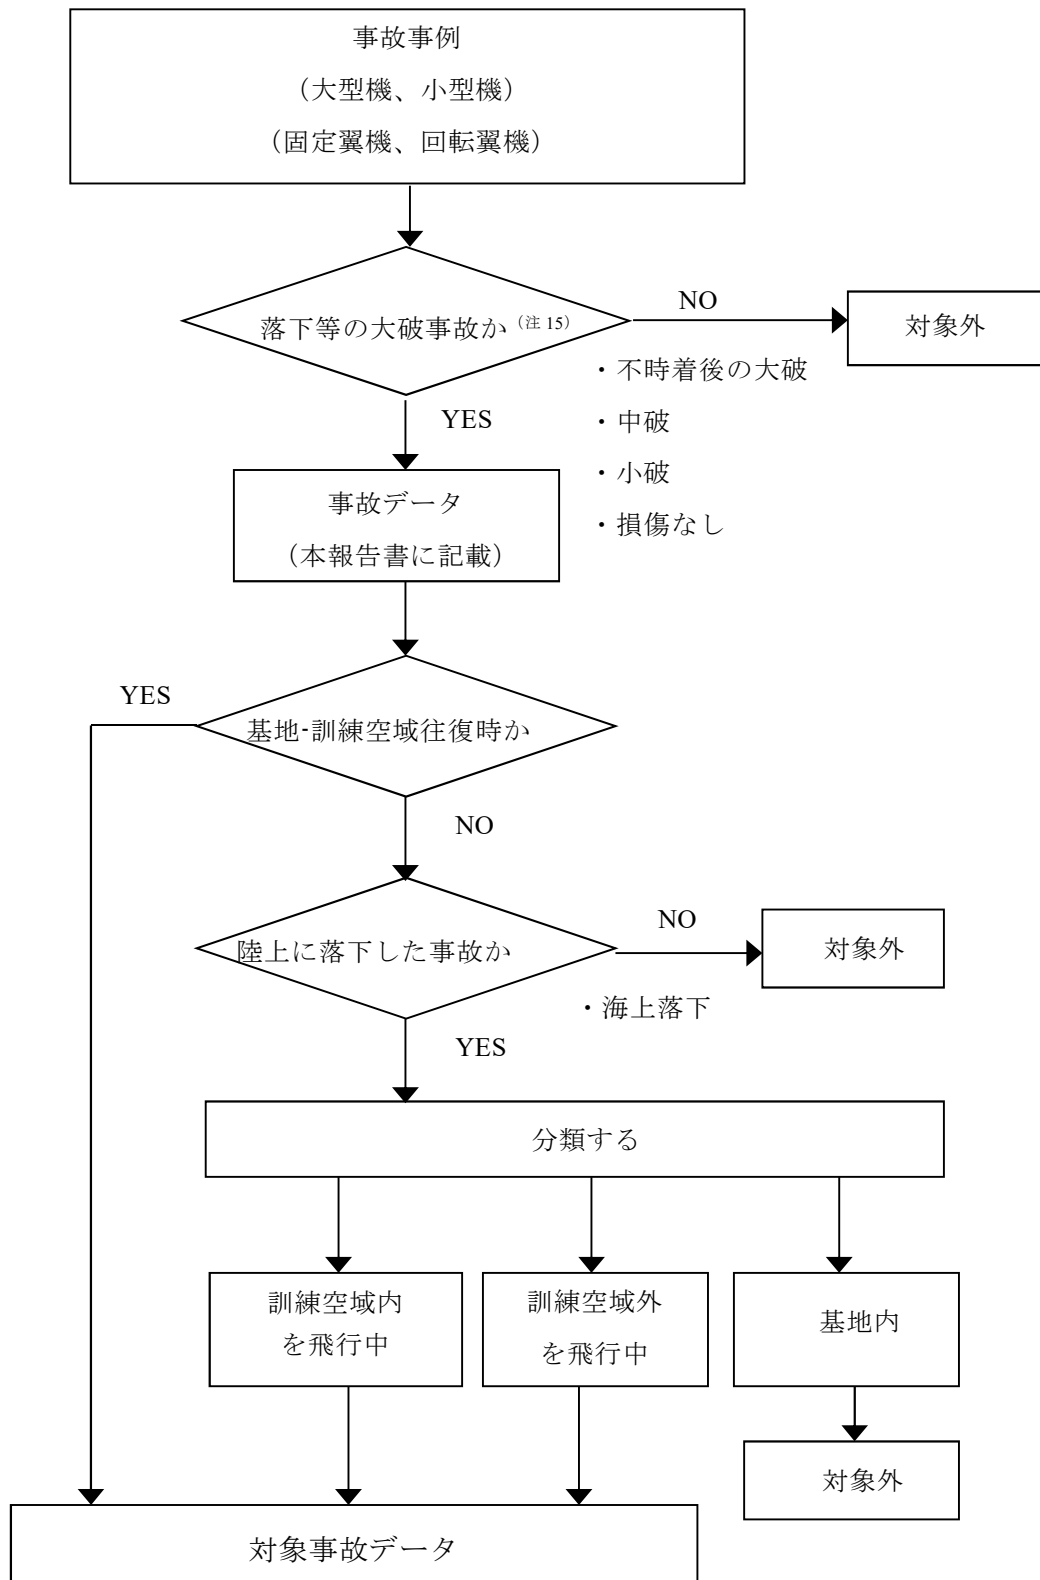 事故事例
（大型機、小型機）
（固定翼機、回転翼機）
落下等の大破事故か（注 15）
NO
対象外
・不時着後の大破
・中破
・小破
・損傷なし
YES
事故データ
（本報告書に記載）
YES
基地-訓練空域往復時か
NO
陸上に落下した事故か
NO
対象外
・海上落下
YES
分類する
訓練空域内
を飛行中
訓練空域外
を飛行中
基地内
対象外
対象事故データ